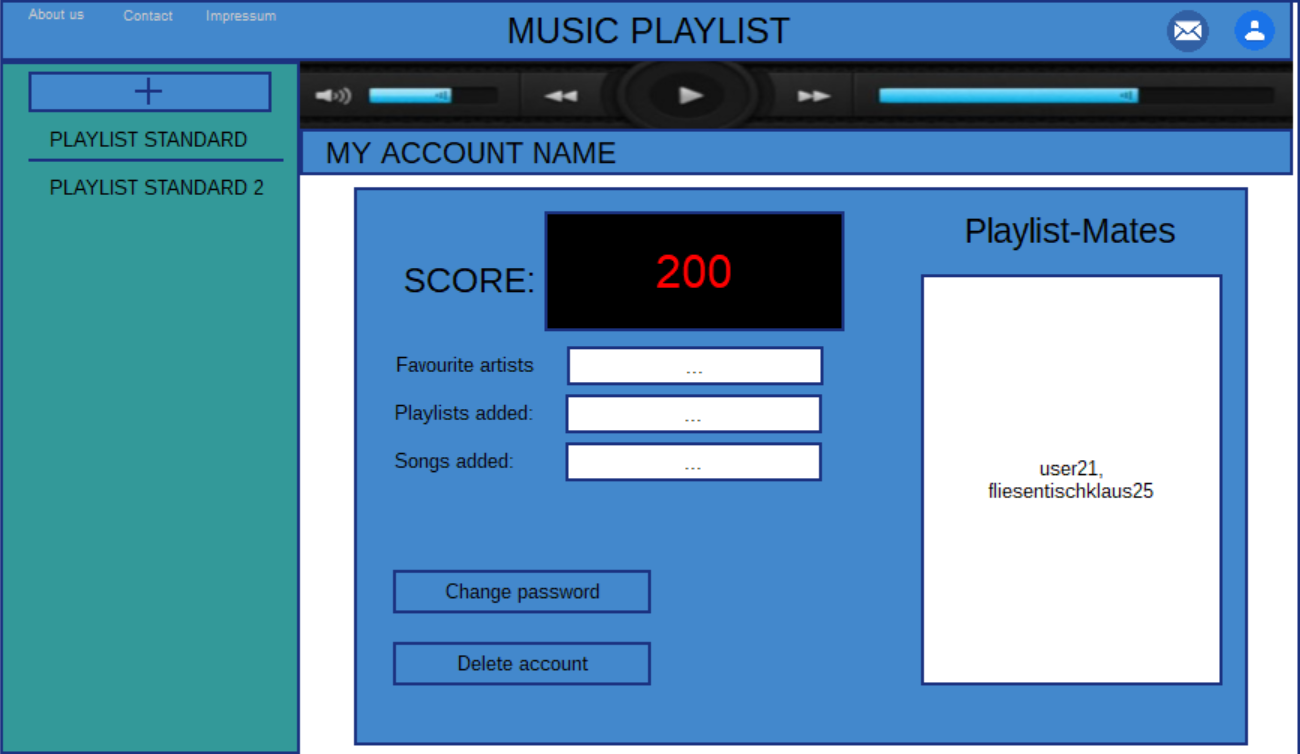 About us
Contact
Impressum
MUSIC PLAYLIST
PLAYLIST STANDARD
PLAYLIST STANDARD 2
MY ACCOUNT NAME
SCORE:
200
Favourite artists
...
Playlists added:
...
Songs added:
...
Change password
Delete account
Playlist-Mates
user21,
fliesentischklaus25